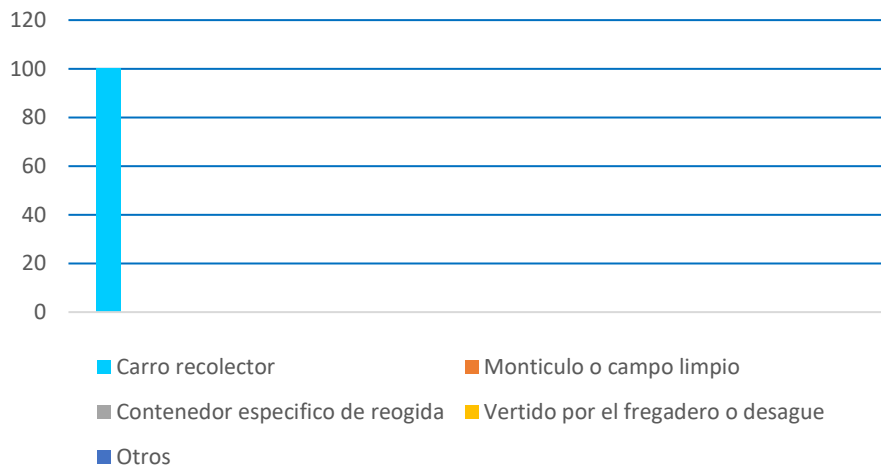 120
100
80
60
40
20
0
Carro recolector
Monticulo o campo limpio
Contenedor especifico de reogida
Vertido por el fregadero o desague
Otros